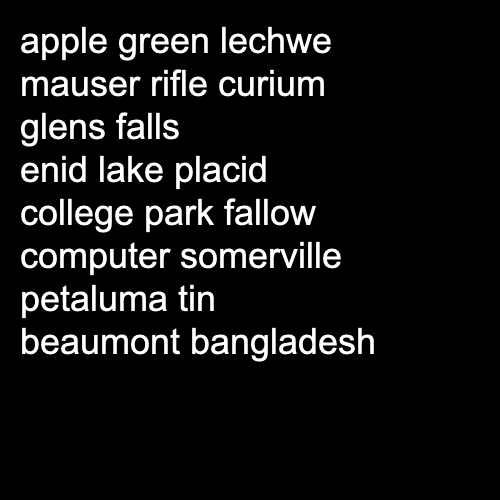 apple green lechwe
mauser rifle curium
glens falls
enid lake placid
college park fallow
computer somerville
petaluma tin
beaumont bangladesh